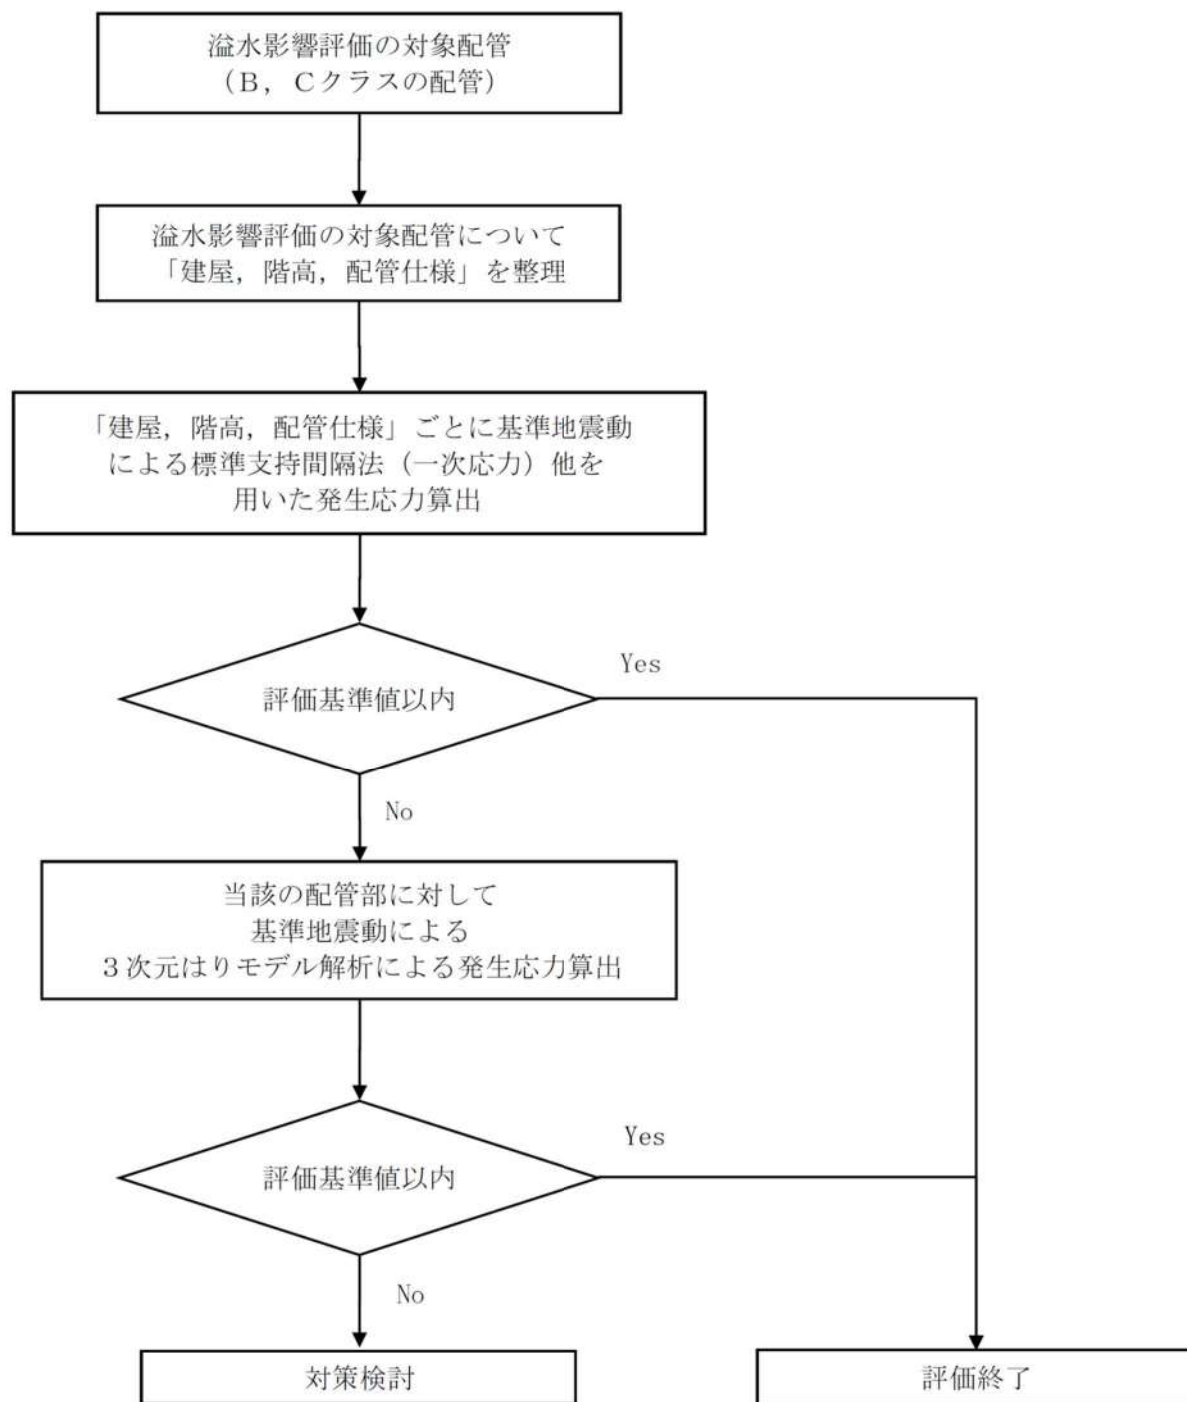 溢水影響評価の対象配管
（B，Cクラスの配管）
溢水影響評価の対象配管について
「建屋，階高，配管仕様」を整理
「建屋，階高，配管仕様」ごとに基準地震動
による標準支持間隔法（一次応力）他を
用いた発生応力算出
評価基準値以内
Yes
No
当該の配管部に対して
基準地震動による
３次元はりモデル解析による発生応力算出
評価基準値以内
Yes
No
対策検討
評価終了